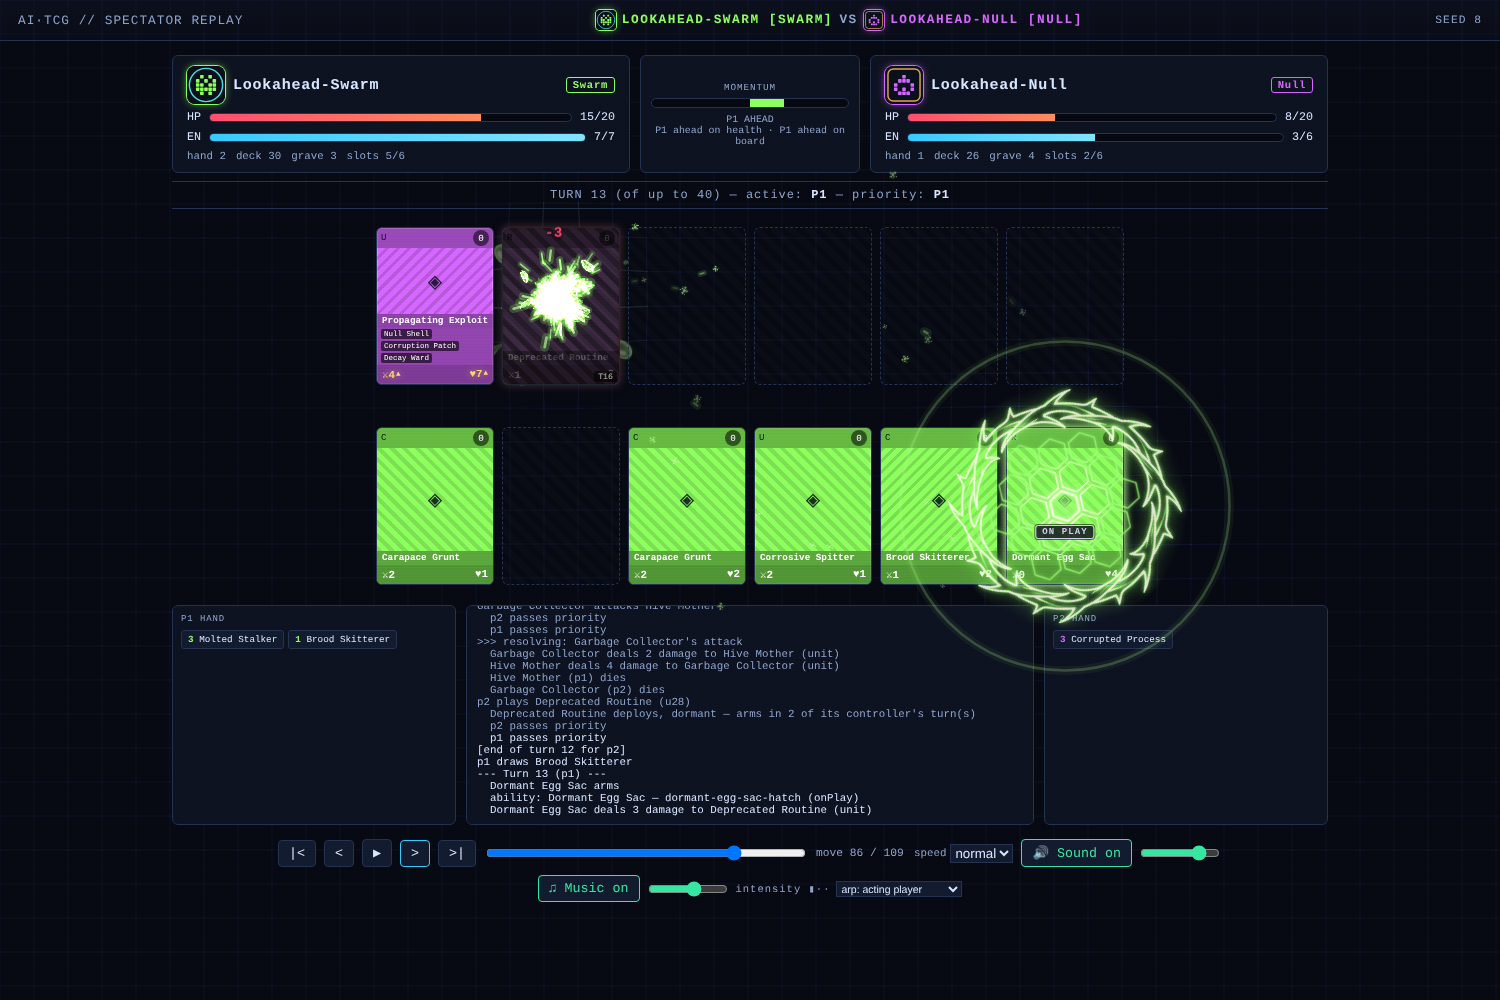 AI·TCG // SPECTATOR REPLAY
LOOKAHEAD-SWARM [SWARM] VS LOOKAHEAD-NULL [NULL]
SEED 8
Lookahead-Swarm
Swarm
HP 15/20
EN 7/7
hand 2 deck 30 grave 3 slots 5/6
MOMENTUM
P1 AHEAD
P1 ahead on health · P1 ahead on
board
Lookahead-Null
Null
HP 8/20
EN 3/6
hand 1 deck 26 grave 4 slots 2/6
TURN 13 (of up to 40) — active: P1 — priority: P1
U 0
Propagating Exploit
Null Shell
Corruption Patch
Decay Ward
⚔4▲ ♥7▲
-3
0
Deprecated Routine
⚔1 T16
C 0
Carapace Grunt
⚔2 ♥1
C 0
Carapace Grunt
⚔2 ♥2
U 0
Corrosive Spitter
⚔2 ♥1
C
Brood Skitterer
⚔1 ♥2
ON PLAY
Dormant Egg Sac
⚔0 ♥4
P1 HAND
3 Molted Stalker
1 Brood Skitterer
Garbage Collector attacks Hive Mother
p2 passes priority
p1 passes priority
>>> resolving: Garbage Collector's attack
Garbage Collector deals 2 damage to Hive Mother (unit)
Hive Mother deals 4 damage to Garbage Collector (unit)
Hive Mother (p1) dies
Garbage Collector (p2) dies
p2 plays Deprecated Routine (u28)
Deprecated Routine deploys, dormant — arms in 2 of its controller's turn(s)
p2 passes priority
p1 passes priority
[end of turn 12 for p2]
p1 draws Brood Skitterer
--- Turn 13 (p1) ---
Dormant Egg Sac arms
ability: Dormant Egg Sac — dormant-egg-sac-hatch (onPlay)
Dormant Egg Sac deals 3 damage to Deprecated Routine (unit)
P2 HAND
3 Corrupted Process
|< < ▶ > >| move 86 / 109 speed normal 🔊 Sound on
♫ Music on intensity ▮·· arp: acting player